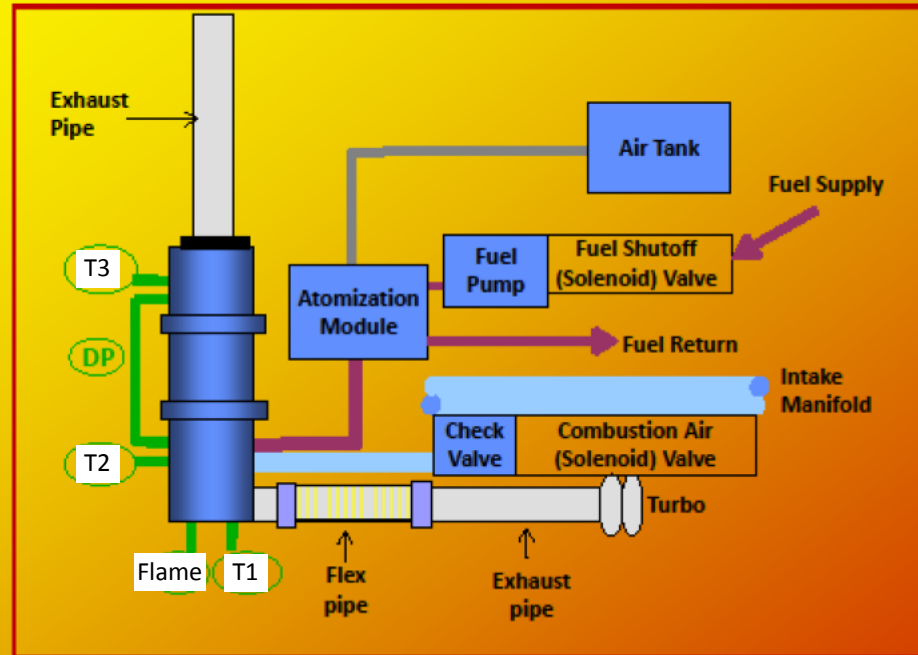 Exhaust
Pipe
Air Tank
Fuel Supply
T3
Fuel
Pump
Fuel Shutoff
(Solenoid) Valve
Atomization
Module
DP
Fuel Return
Intake
Manifold
Check
Valve
Combustion Air
(Solenoid) Valve
T2
Turbo
Flame
T1
Flex
pipe
Exhaust
pipe